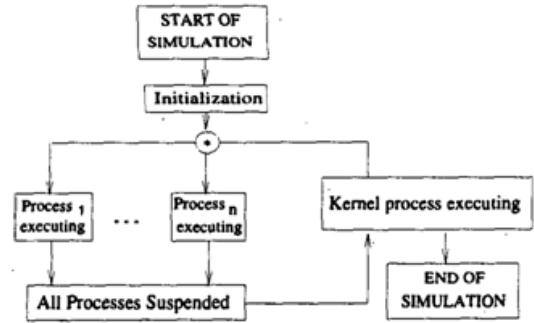 START OF
SIMULATION
Initialization
*
Process 1
executing
...
Process n
executing
Kernel process executing
All Processes Suspended
END OF
SIMULATION